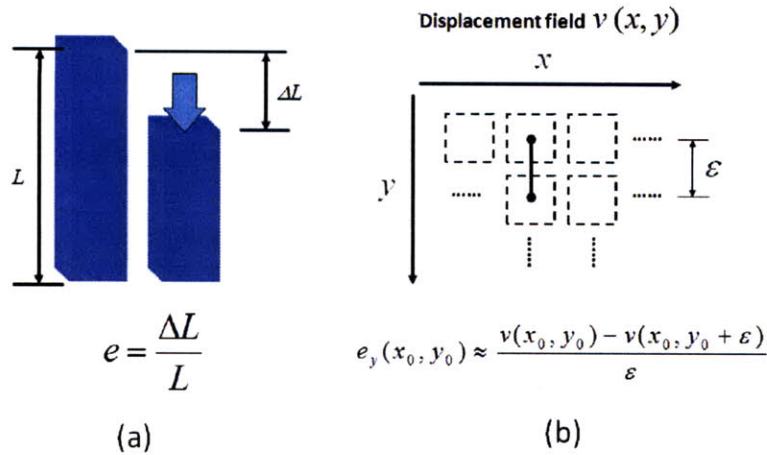 Displacement field v (x, y)
x
ΔL
L
y
ε
e = ΔL / L
e_y(x_0, y_0) ≈ (v(x_0, y_0) − v(x_0, y_0 + ε)) / ε
(a)
(b)